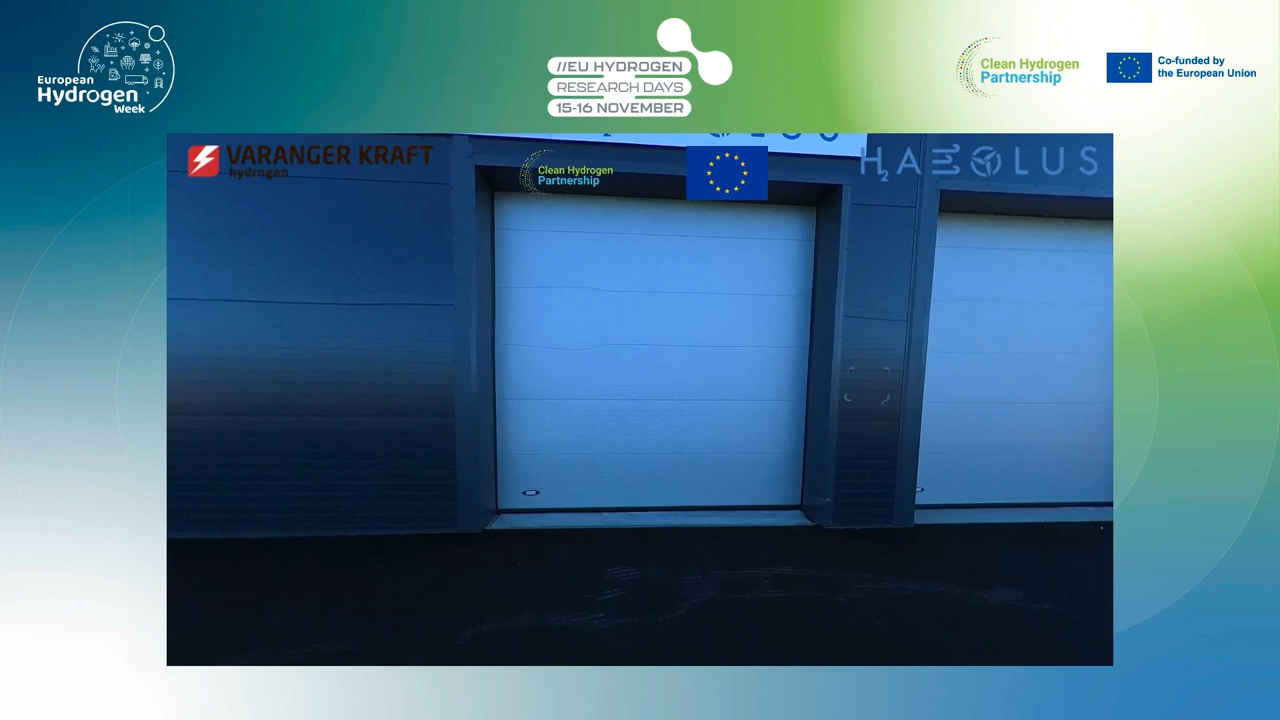 European
Hydrogen
Week
//EU HYDROGEN
RESEARCH DAYS
15-16 NOVEMBER
Clean Hydrogen
Partnership
Co-funded by
the European Union
VARANGER KRAFT
hydrogen
Clean Hydrogen
Partnership
H2AEOLUS